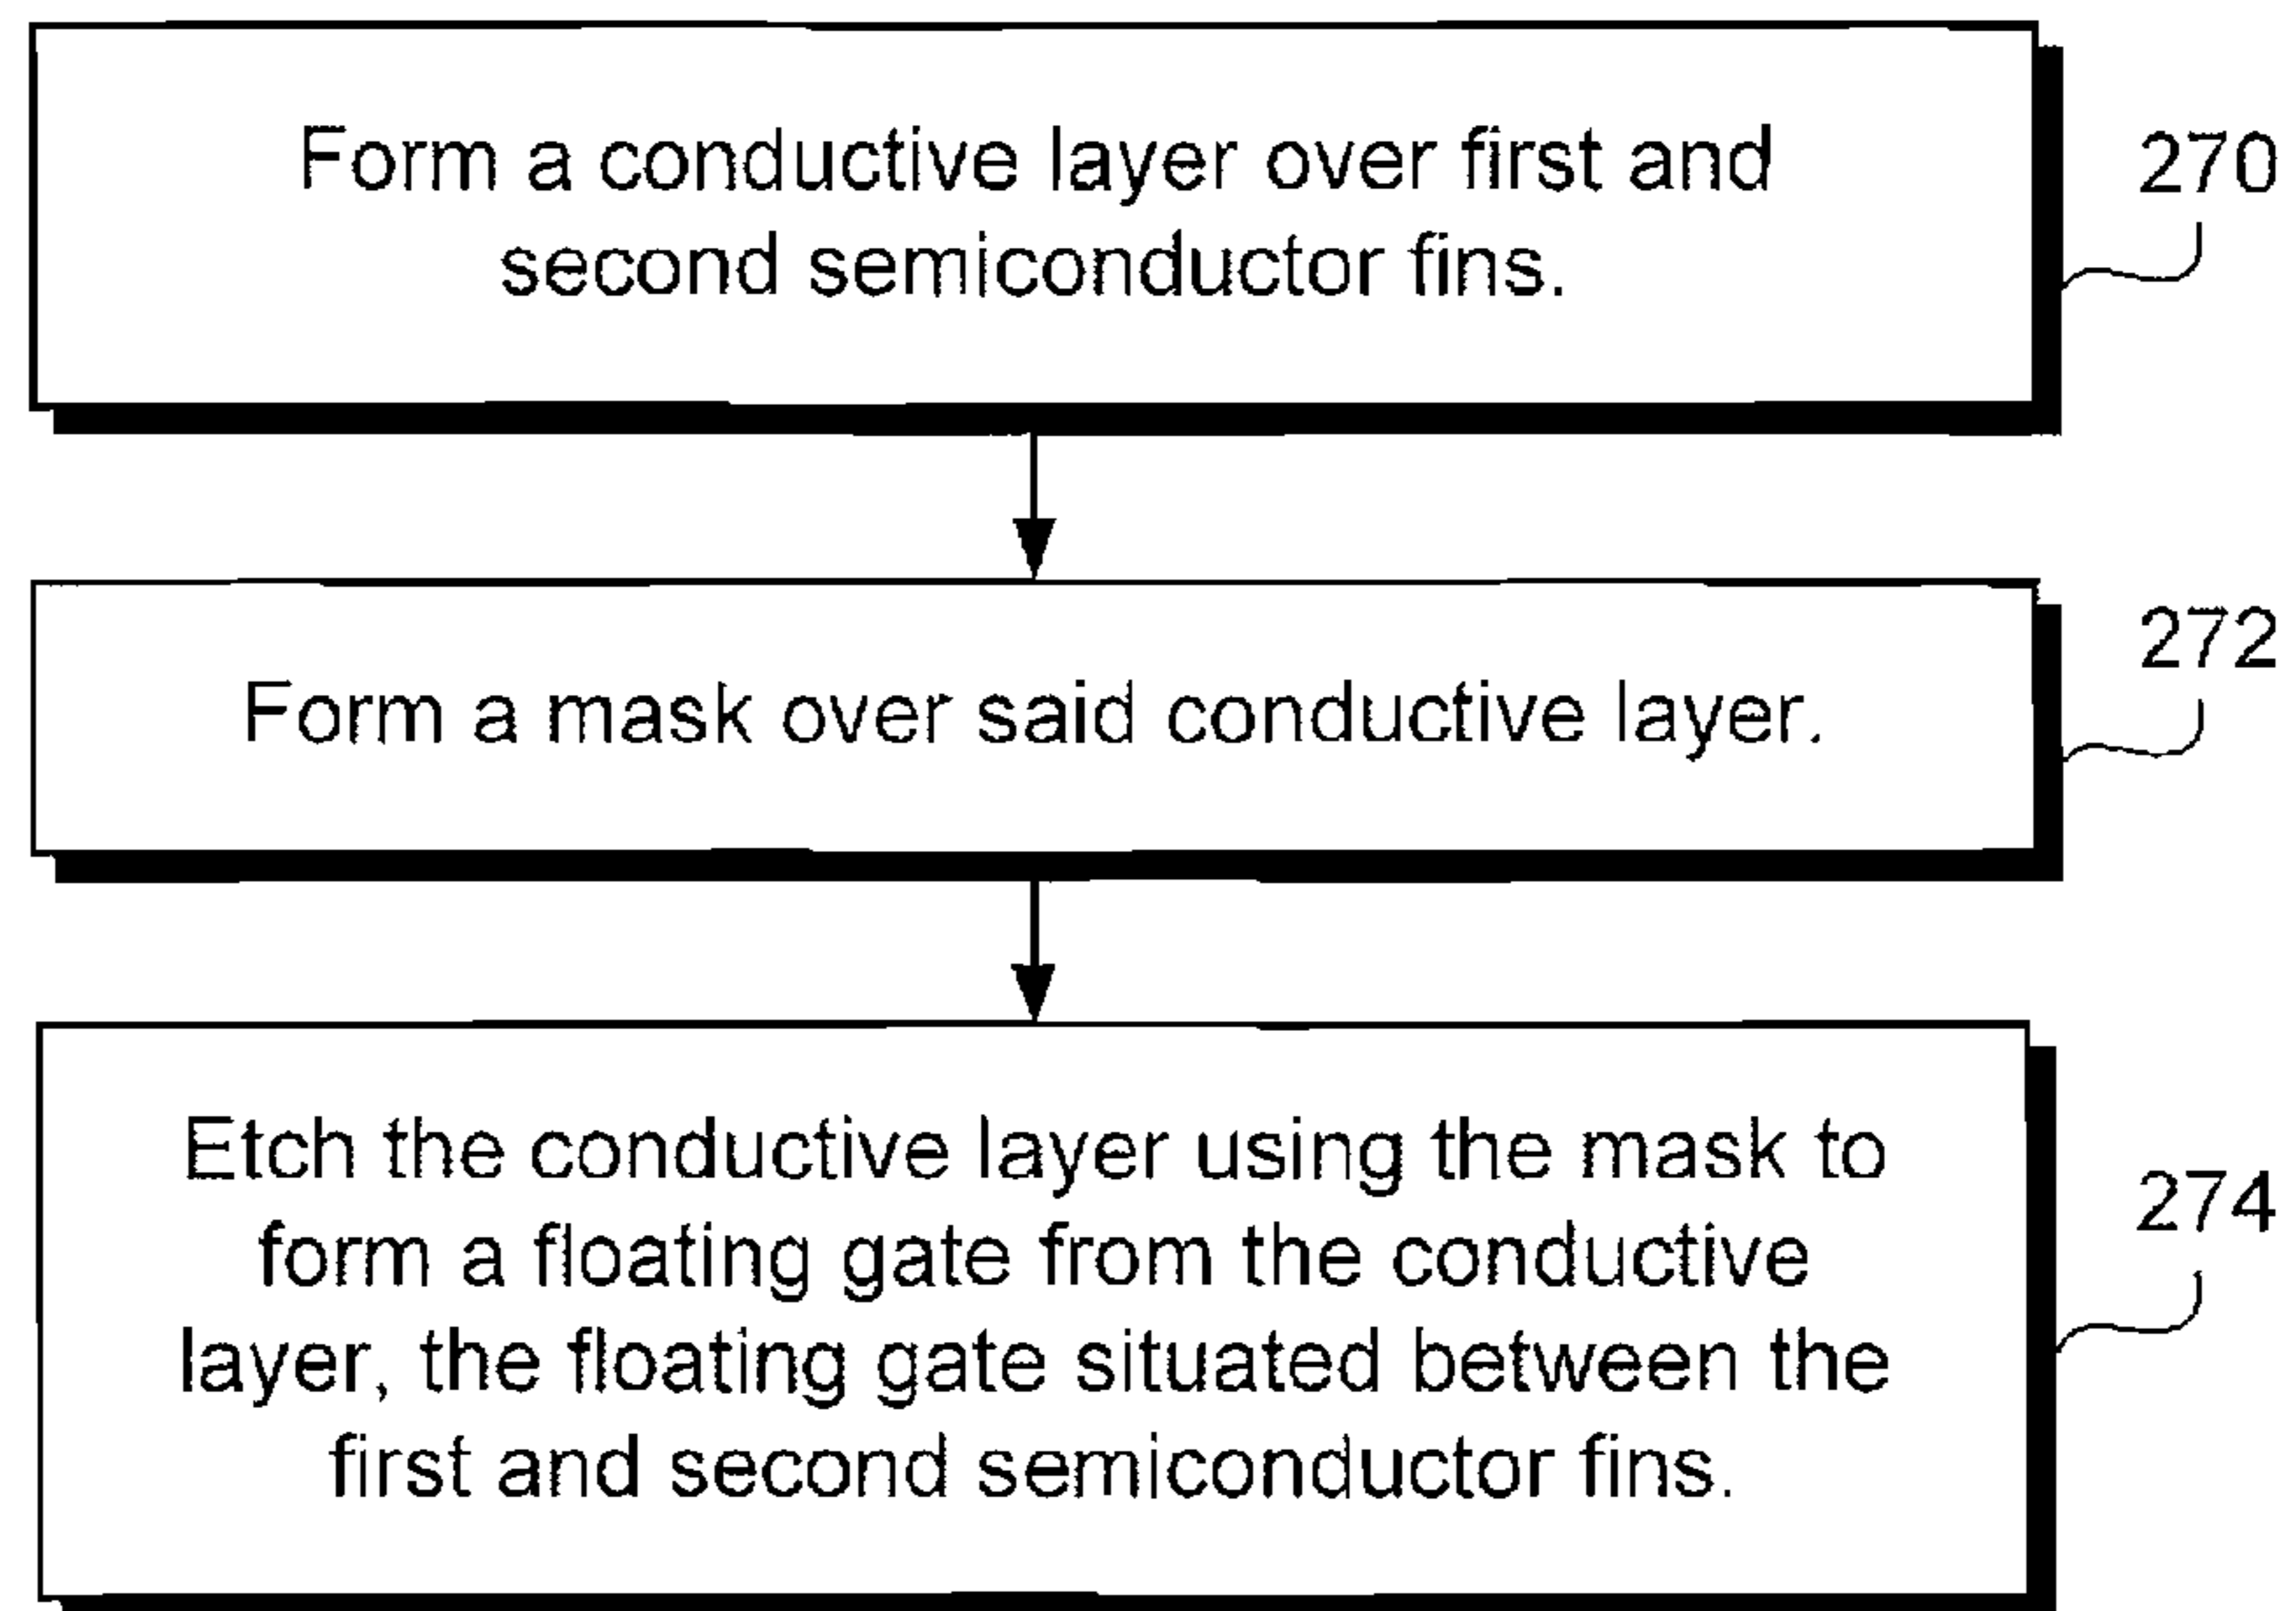 Form a conductive layer over first and
second semiconductor fins.
270
Form a mask over said conductive layer.
272
Etch the conductive layer using the mask to
form a floating gate from the conductive
layer, the floating gate situated between the
first and second semiconductor fins.
274